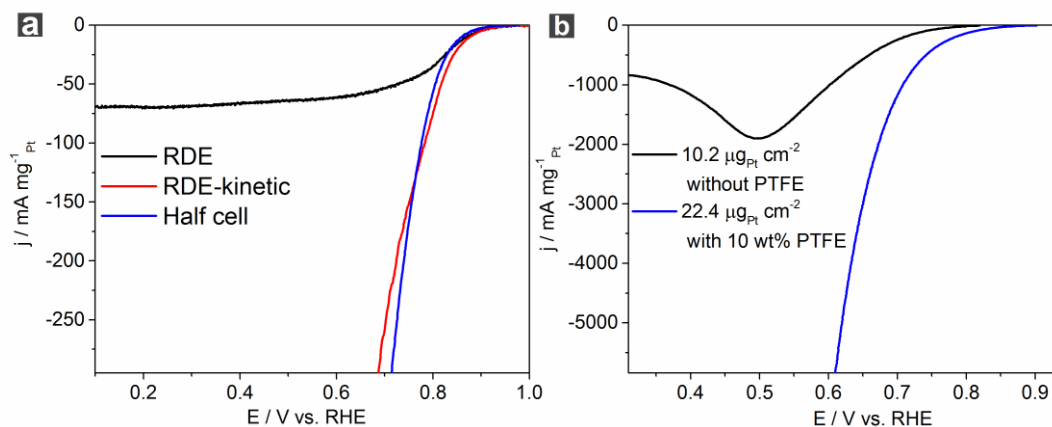 a
0
-50
-100
-150
-200
-250
j / mA mg⁻¹Pt
RDE
RDE-kinetic
Half cell
0.2 0.4 0.6 0.8 1.0
E / V vs. RHE
b
0
-1000
-2000
-3000
-4000
-5000
j / mA mg⁻¹Pt
10.2 µgPt cm⁻²
without PTFE
22.4 µgPt cm⁻²
with 10 wt% PTFE
0.4 0.5 0.6 0.7 0.8 0.9
E / V vs. RHE